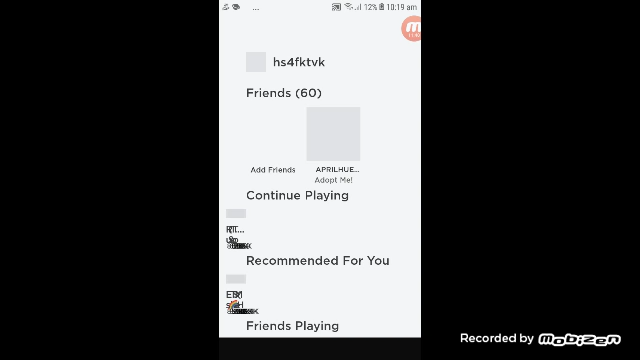 ... 12% 10:19 am
hs4fktvk
Friends (60)
Add Friends
APRILHUE...
Adopt Me!
Continue Playing
Recommended For You
Friends Playing
Recorded by MOBIZEN